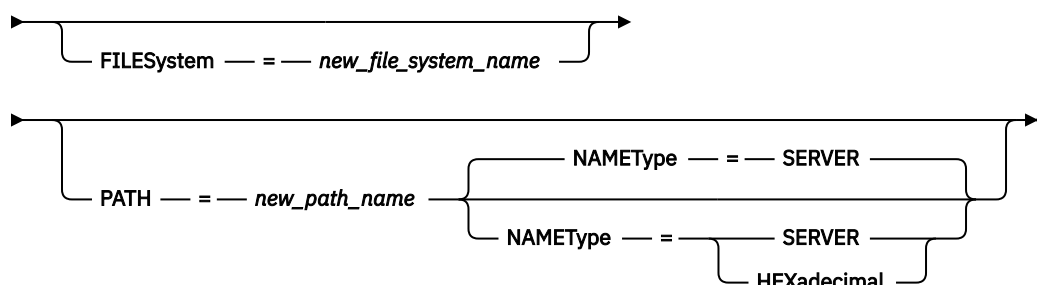 FILESystem = new_file_system_name
NAMEType = SERVER
PATH = new_path_name
NAMEType = SERVER
HEXadecimal